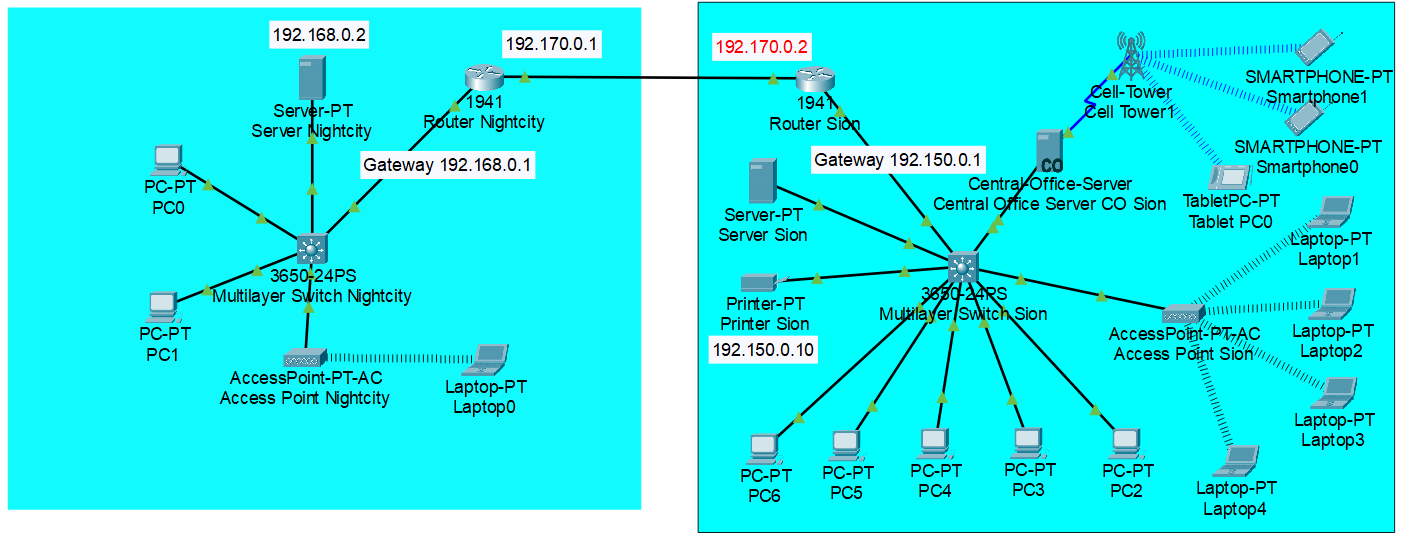 192.168.0.2
192.170.0.1
Server-PT
Server Nightcity
1941
Router Nightcity
Gateway 192.168.0.1
PC-PT
PC0
3650-24PS
Multilayer Switch Nightcity
PC-PT
PC1
AccessPoint-PT-AC
Access Point Nightcity
Laptop-PT
Laptop0
192.170.0.2
1941
Router Sion
Cell-Tower
Cell Tower1
SMARTPHONE-PT
Smartphone1
SMARTPHONE-PT
Smartphone0
Gateway 192.150.0.1
CO
Central-Office-Server
Central Office Server CO Sion
TabletPC-PT
Tablet PC0
Server-PT
Server Sion
Laptop-PT
Laptop1
3650-24PS
Multilayer Switch Sion
Printer-PT
Printer Sion
192.150.0.10
AccessPoint-PT-AC
Access Point Sion
Laptop-PT
Laptop2
Laptop-PT
Laptop3
PC-PT
PC6
PC-PT
PC5
PC-PT
PC4
PC-PT
PC3
PC-PT
PC2
Laptop-PT
Laptop4